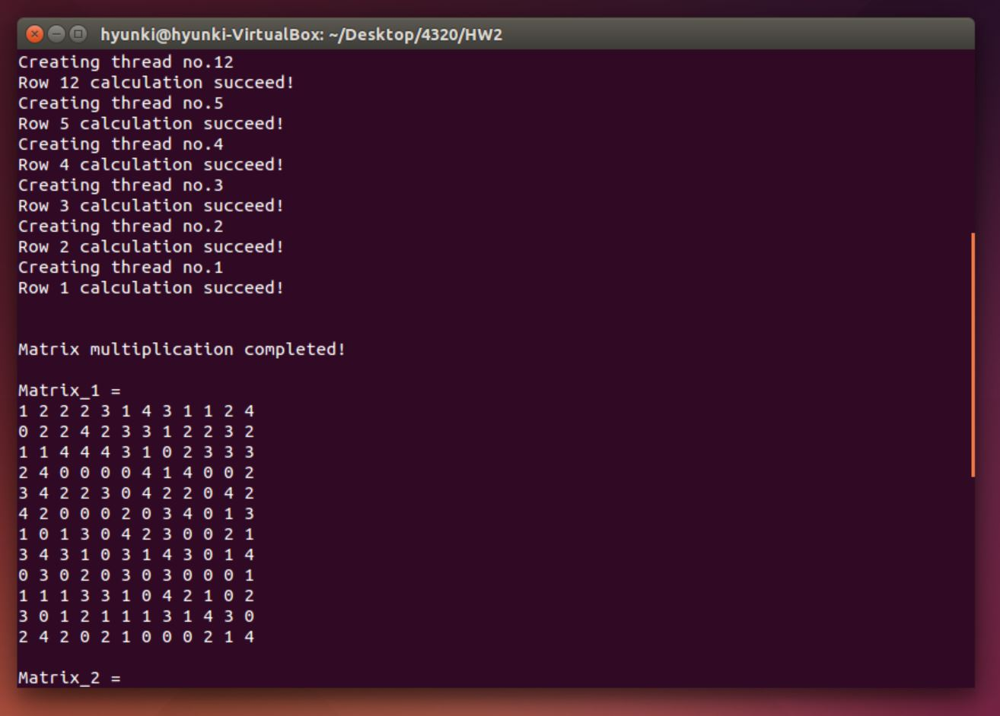 hyunki@hyunki-VirtualBox: ~/Desktop/4320/HW2
Creating thread no.12
Row 12 calculation succeed!
Creating thread no.5
Row 5 calculation succeed!
Creating thread no.4
Row 4 calculation succeed!
Creating thread no.3
Row 3 calculation succeed!
Creating thread no.2
Row 2 calculation succeed!
Creating thread no.1
Row 1 calculation succeed!
Matrix multiplication completed!
Matrix_1 =
1 2 2 2 3 1 4 3 1 1 2 4
0 2 2 4 2 3 3 1 2 2 3 2
1 1 4 4 4 3 1 0 2 3 3 3
2 4 0 0 0 0 4 1 4 0 0 2
3 4 2 2 3 0 4 2 2 0 4 2
4 2 0 0 0 2 0 3 4 0 1 3
1 0 1 3 0 4 2 3 0 0 2 1
3 4 3 1 0 3 1 4 3 0 1 4
0 3 0 2 0 3 0 3 0 0 0 1
1 1 1 3 3 1 0 4 2 1 0 2
3 0 1 2 1 1 1 3 1 4 3 0
2 4 2 0 2 1 0 0 0 2 1 4
Matrix_2 =